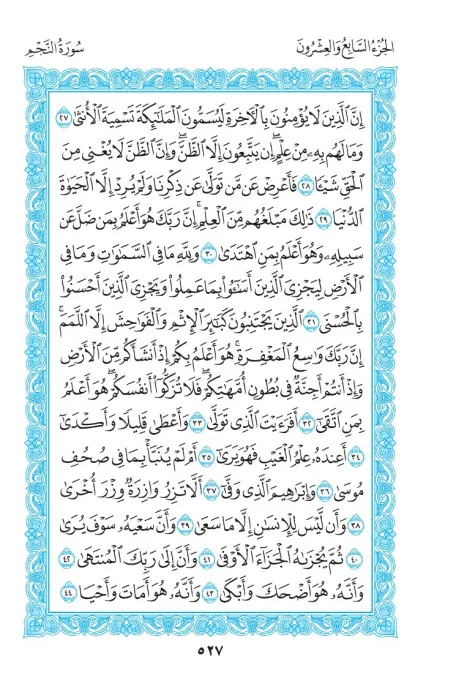 الجزء السابع والعشرون
سورة النجم
إِنَّ ٱلَّذِينَ لَا يُؤْمِنُونَ بِٱلْأَخِرَةِ لَيُسَمُّونَ ٱلْمَلَٰٓئِكَةَ تَسْمِيَةَ ٱلْأُنثَىٰ ٢٧
وَمَا لَهُم بِهِۦ مِنْ عِلْمٍ ۖ إِن يَتَّبِعُونَ إِلَّا ٱلظَّنَّ ۖ وَإِنَّ ٱلظَّنَّ لَا يُغْنِى مِنَ
ٱلْحَقِّ شَيْـًٔا ٢٨ فَأَعْرِضْ عَن مَّن تَوَلَّىٰ عَن ذِكْرِنَا وَلَمْ يُرِدْ إِلَّا ٱلْحَيَوٰةَ
ٱلدُّنْيَا ٢٩ ذَٰلِكَ مَبْلَغُهُم مِّنَ ٱلْعِلْمِ ۚ إِنَّ رَبَّكَ هُوَ أَعْلَمُ بِمَن ضَلَّ عَن
سَبِيلِهِۦ وَهُوَ أَعْلَمُ بِمَنِ ٱهْتَدَىٰ ٣٠ وَلِلَّهِ مَا فِى ٱلسَّمَٰوَٰتِ وَمَا فِى
ٱلْأَرْضِ لِيَجْزِىَ ٱلَّذِينَ أَسَٰٓـُٔوا۟ بِمَا عَمِلُوا۟ وَيَجْزِىَ ٱلَّذِينَ أَحْسَنُوا۟
بِٱلْحُسْنَى ٣١ ٱلَّذِينَ يَجْتَنِبُونَ كَبَٰٓئِرَ ٱلْإِثْمِ وَٱلْفَوَٰحِشَ إِلَّا ٱللَّمَمَ ۚ
إِنَّ رَبَّكَ وَٰسِعُ ٱلْمَغْفِرَةِ ۚ هُوَ أَعْلَمُ بِكُمْ إِذْ أَنشَأَكُم مِّنَ ٱلْأَرْضِ
وَإِذْ أَنتُمْ أَجِنَّةٌ فِى بُطُونِ أُمَّهَٰتِكُمْ ۖ فَلَا تُزَكُّوٓا۟ أَنفُسَكُمْ ۖ هُوَ أَعْلَمُ
بِمَنِ ٱتَّقَىٰٓ ٣٢ أَفَرَءَيْتَ ٱلَّذِى تَوَلَّىٰ ٣٣ وَأَعْطَىٰ قَلِيلًا وَأَكْدَىٰٓ
٣٤ أَعِندَهُۥ عِلْمُ ٱلْغَيْبِ فَهُوَ يَرَىٰٓ ٣٥ أَمْ لَمْ يُنَبَّأْ بِمَا فِى صُحُفِ
مُوسَىٰ ٣٦ وَإِبْرَٰهِيمَ ٱلَّذِى وَفَّىٰٓ ٣٧ أَلَّا تَزِرُ وَازِرَةٌ وِزْرَ أُخْرَىٰ
٣٨ وَأَن لَّيْسَ لِلْإِنسَٰنِ إِلَّا مَا سَعَىٰ ٣٩ وَأَنَّ سَعْيَهُۥ سَوْفَ يُرَىٰ
٤٠ ثُمَّ يُجْزَىٰهُ ٱلْجَزَآءَ ٱلْأَوْفَىٰ ٤١ وَأَنَّ إِلَىٰ رَبِّكَ ٱلْمُنتَهَىٰ ٤٢
وَأَنَّهُۥ هُوَ أَضْحَكَ وَأَبْكَىٰ ٤٣ وَأَنَّهُۥ هُوَ أَمَاتَ وَأَحْيَا ٤٤
٥٢٧